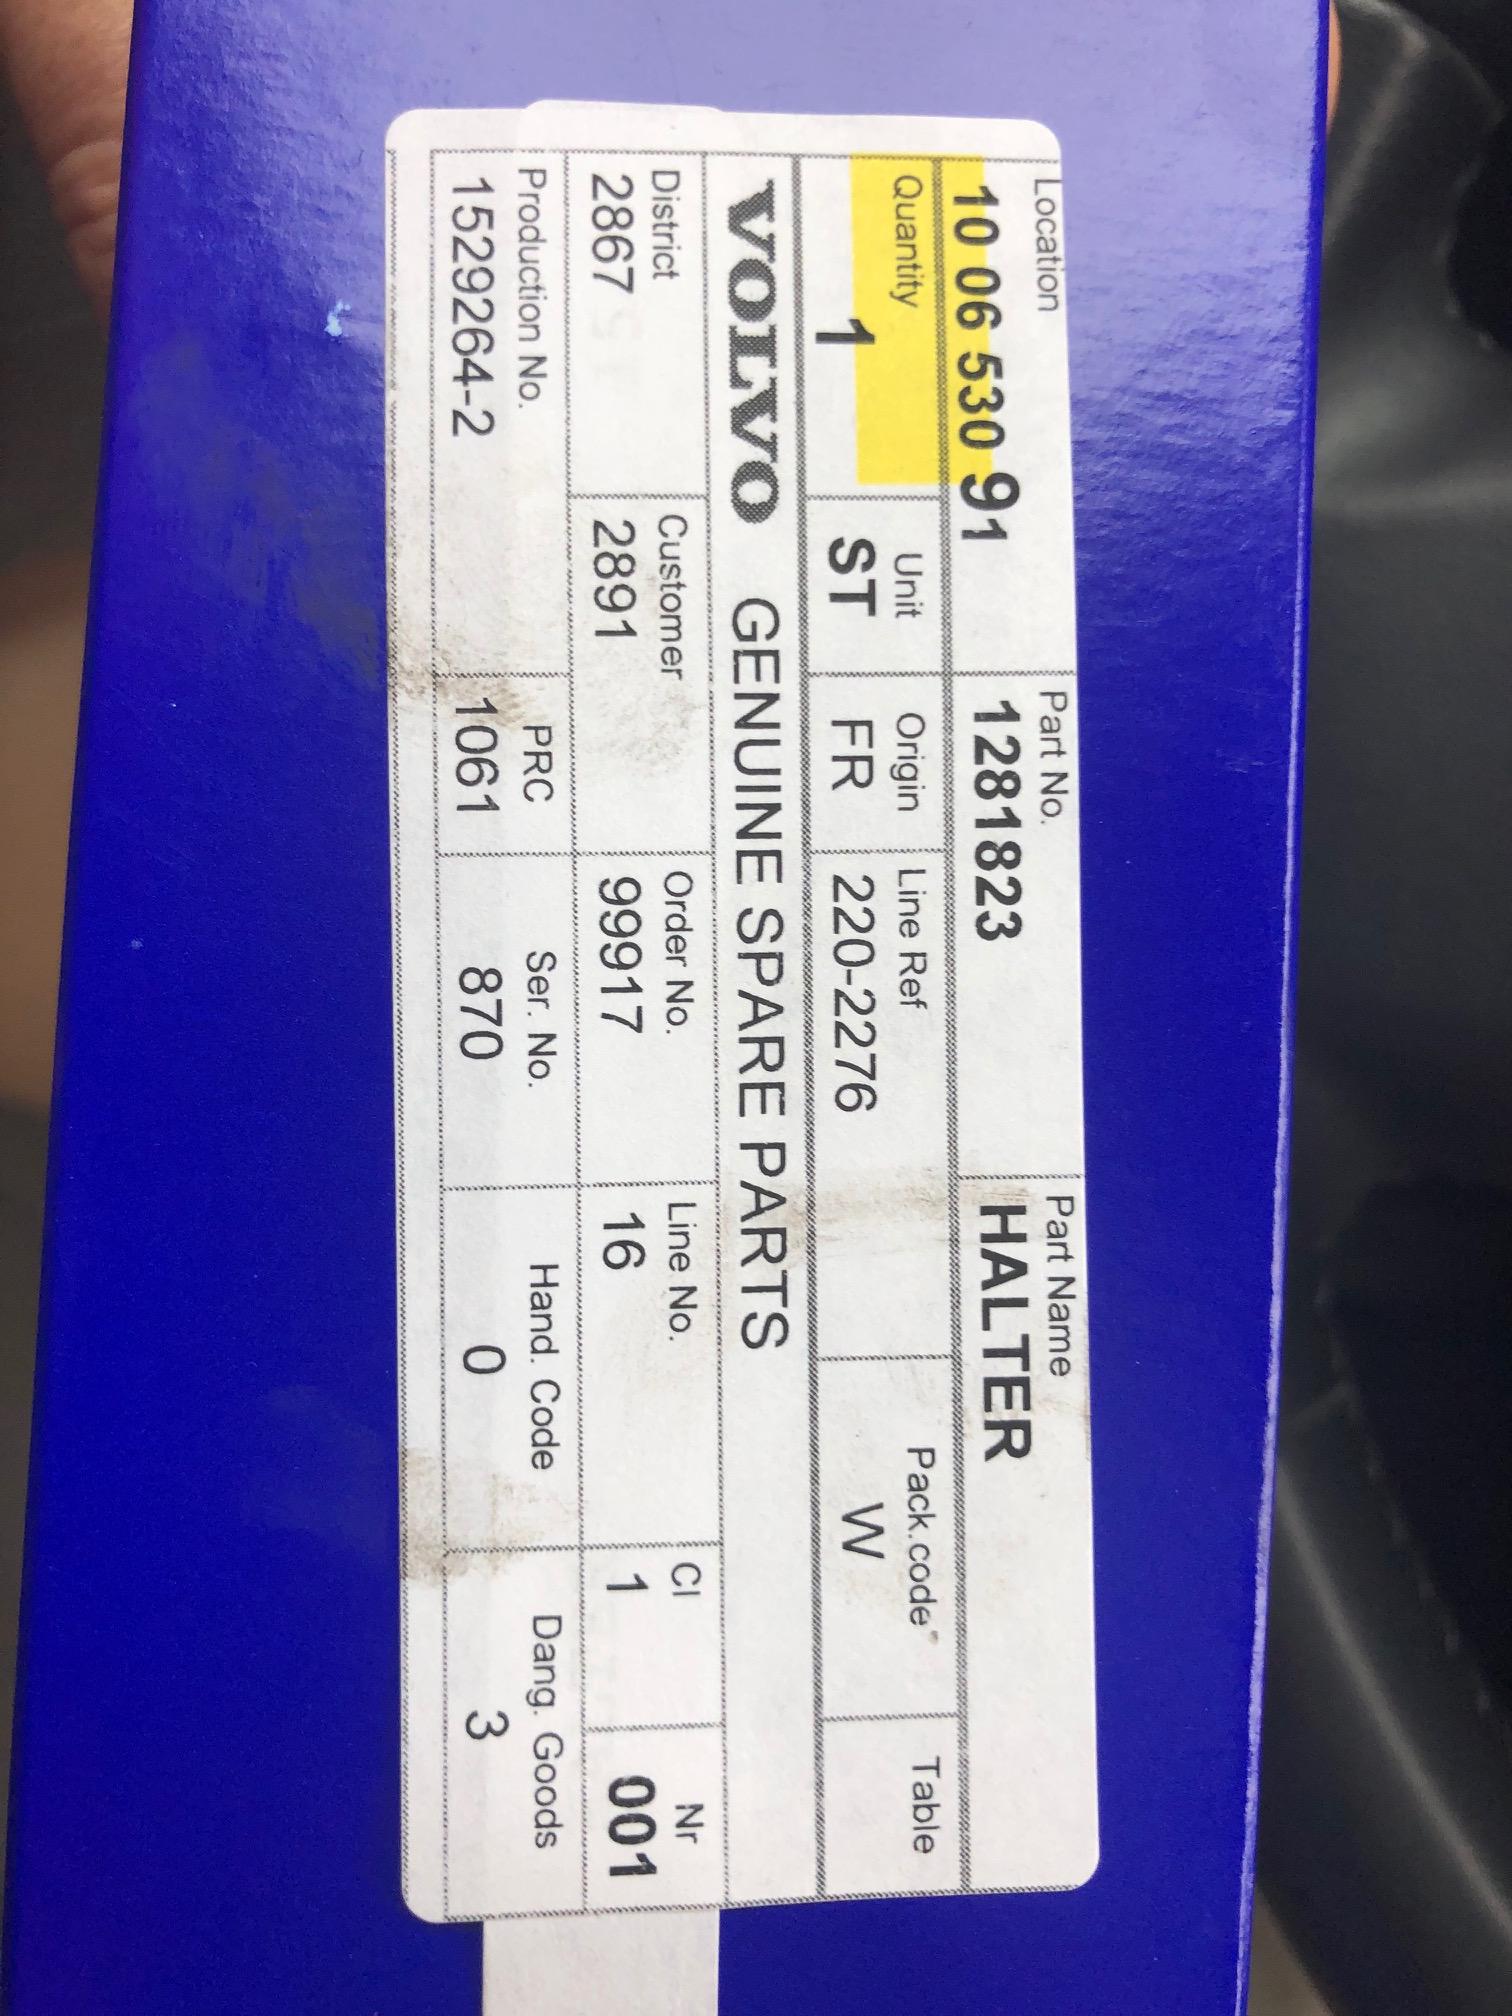 Location Part No. Part Name
10 06 530 91 1281823 HALTER
Quantity Unit Origin Line Ref Pack.code Table
1 ST FR 220-2276 W
VOLVO GENUINE SPARE PARTS
District Customer Order No. Line No. CI Nr
2867 2891 99917 16 1 001
Production No. PRC Ser. No. Hand. Code Dang. Goods
1529264-2 1061 870 0 3